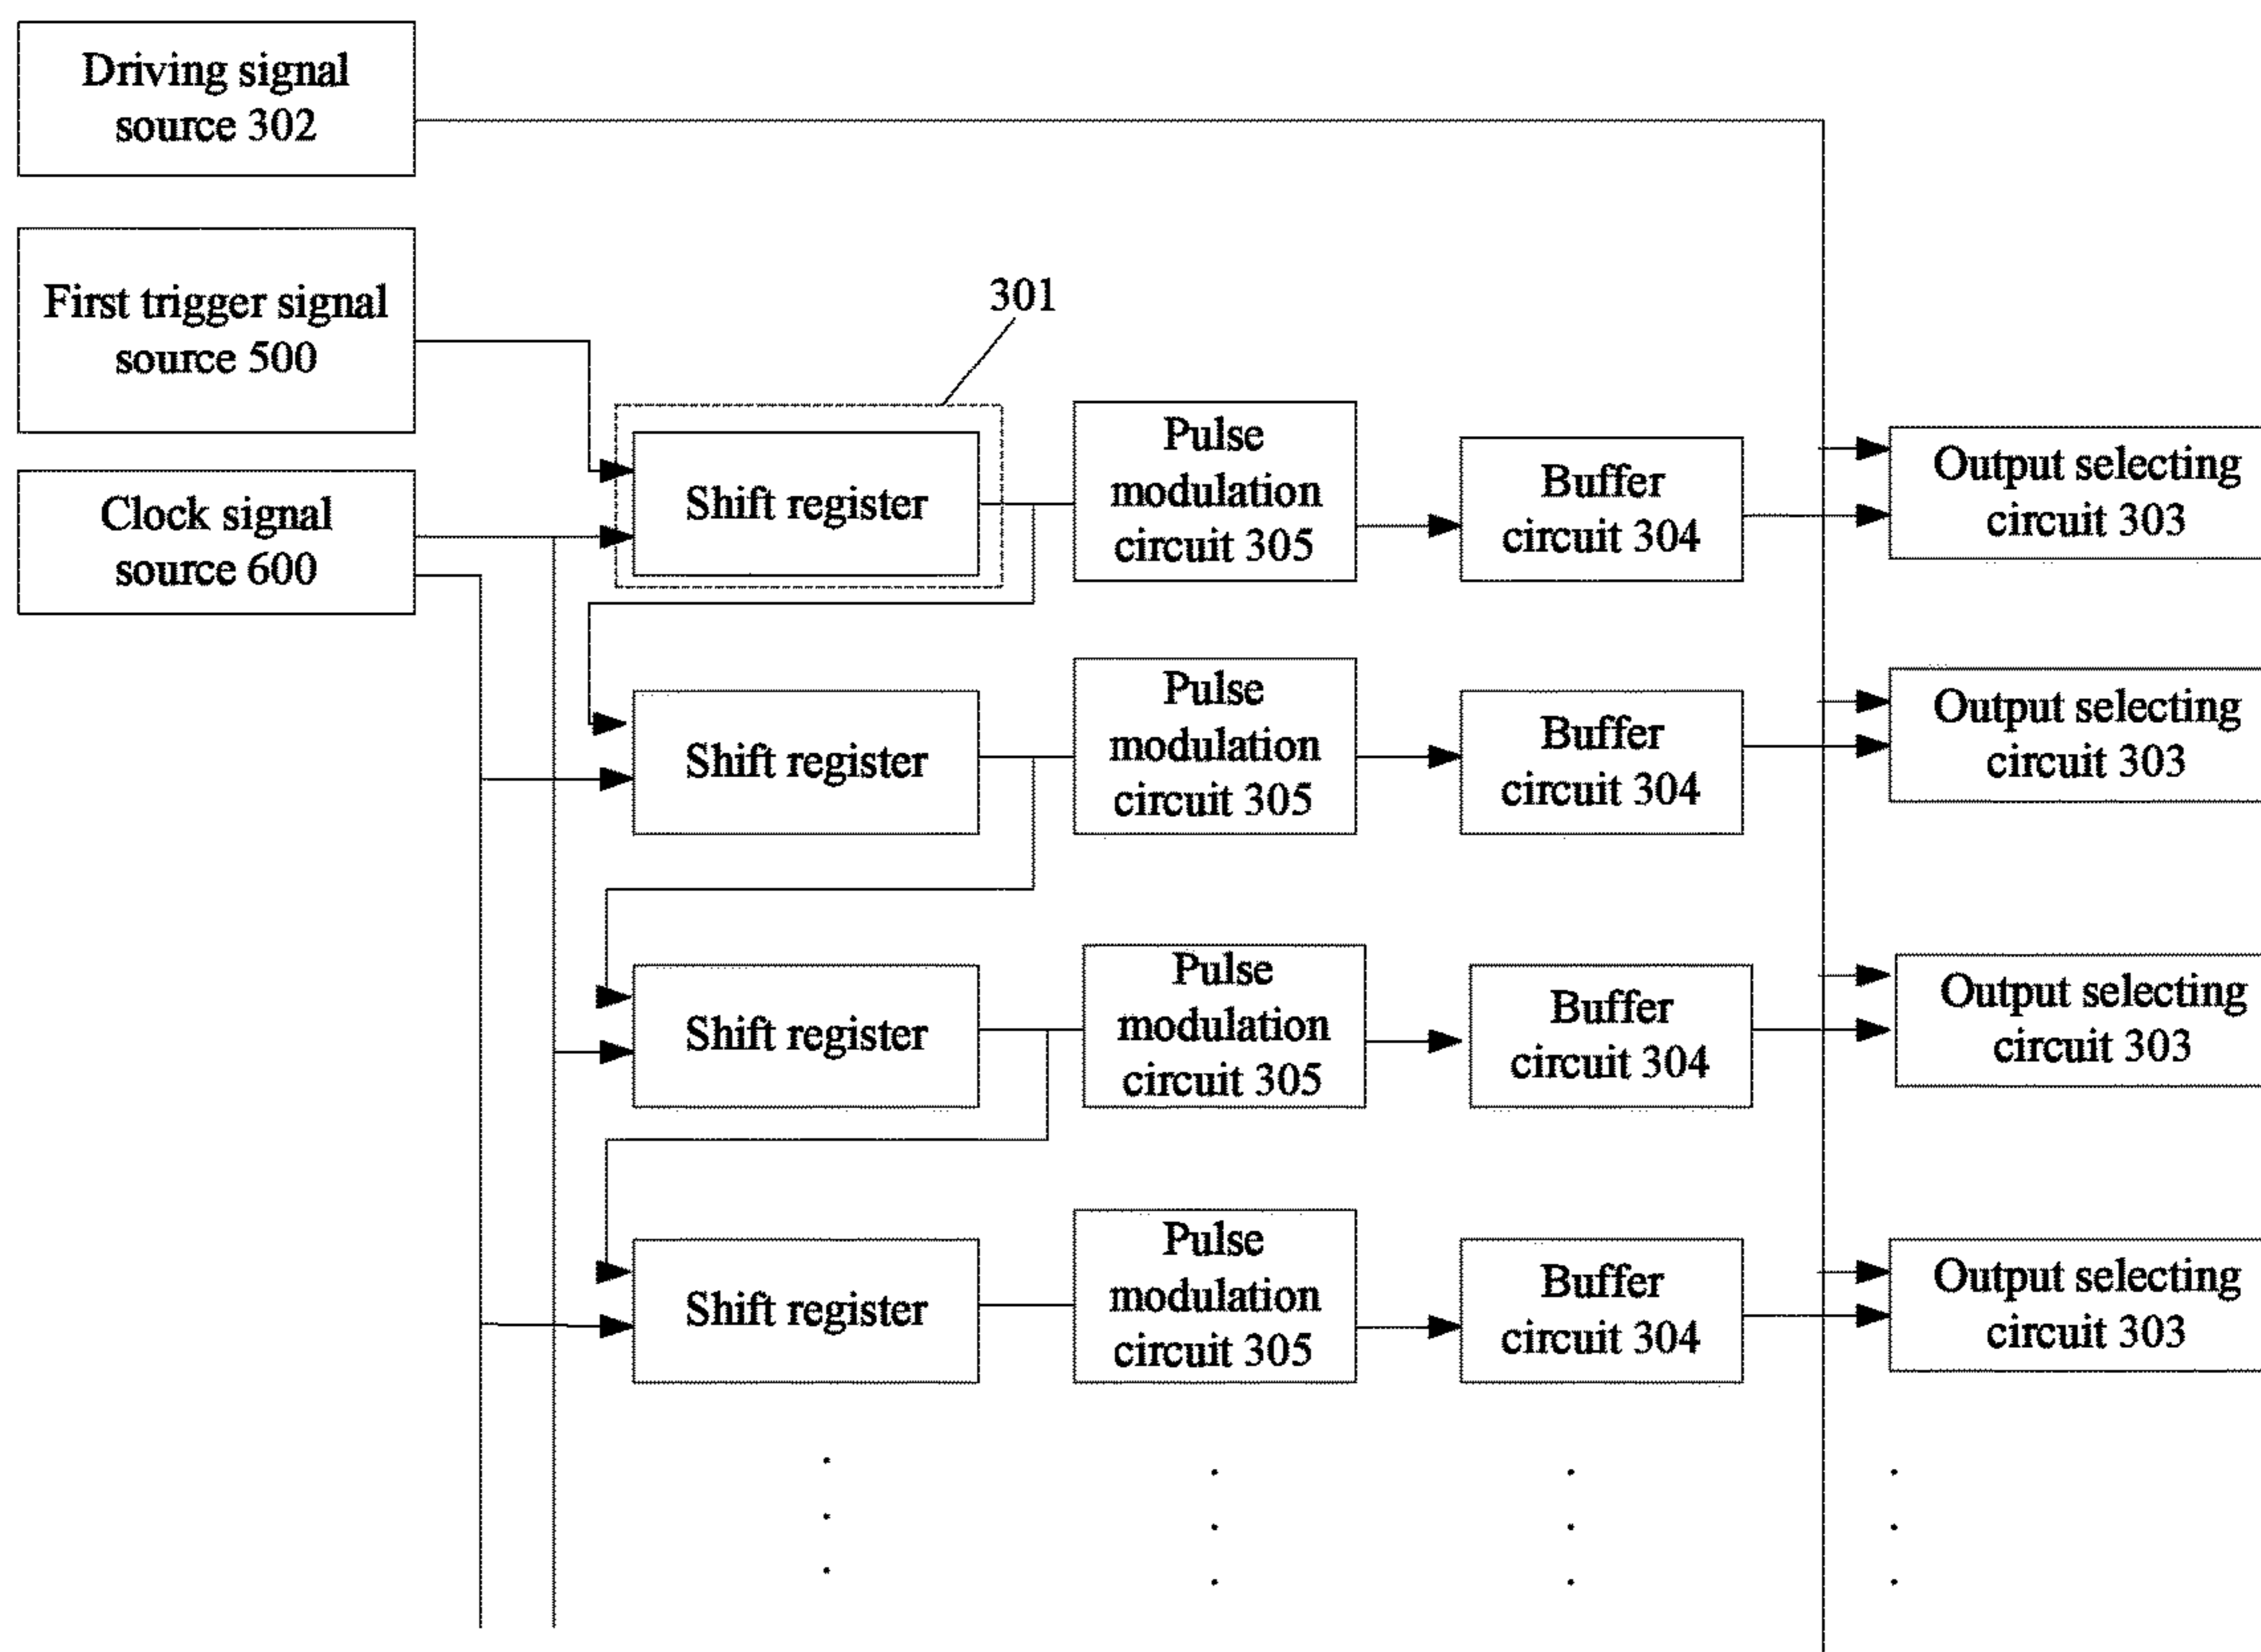 Driving signal
source 302
First trigger signal
source 500
Clock signal
source 600
301
Shift register
Pulse
modulation
circuit 305
Buffer
circuit 304
Output selecting
circuit 303
Shift register
Pulse
modulation
circuit 305
Buffer
circuit 304
Output selecting
circuit 303
Shift register
Pulse
modulation
circuit 305
Buffer
circuit 304
Output selecting
circuit 303
Shift register
Pulse
modulation
circuit 305
Buffer
circuit 304
Output selecting
circuit 303